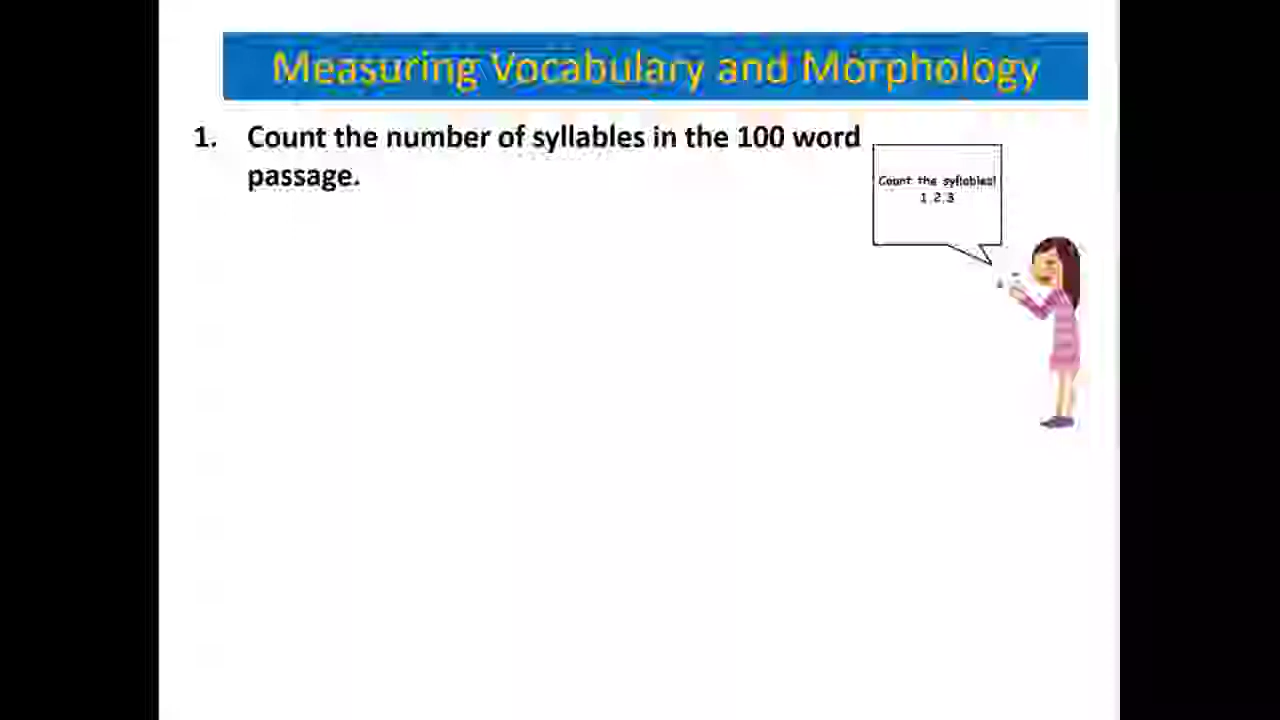 Measuring Vocabulary and Morphology
1. Count the number of syllables in the 100 word
passage.
Count the syllables!
1.2.3